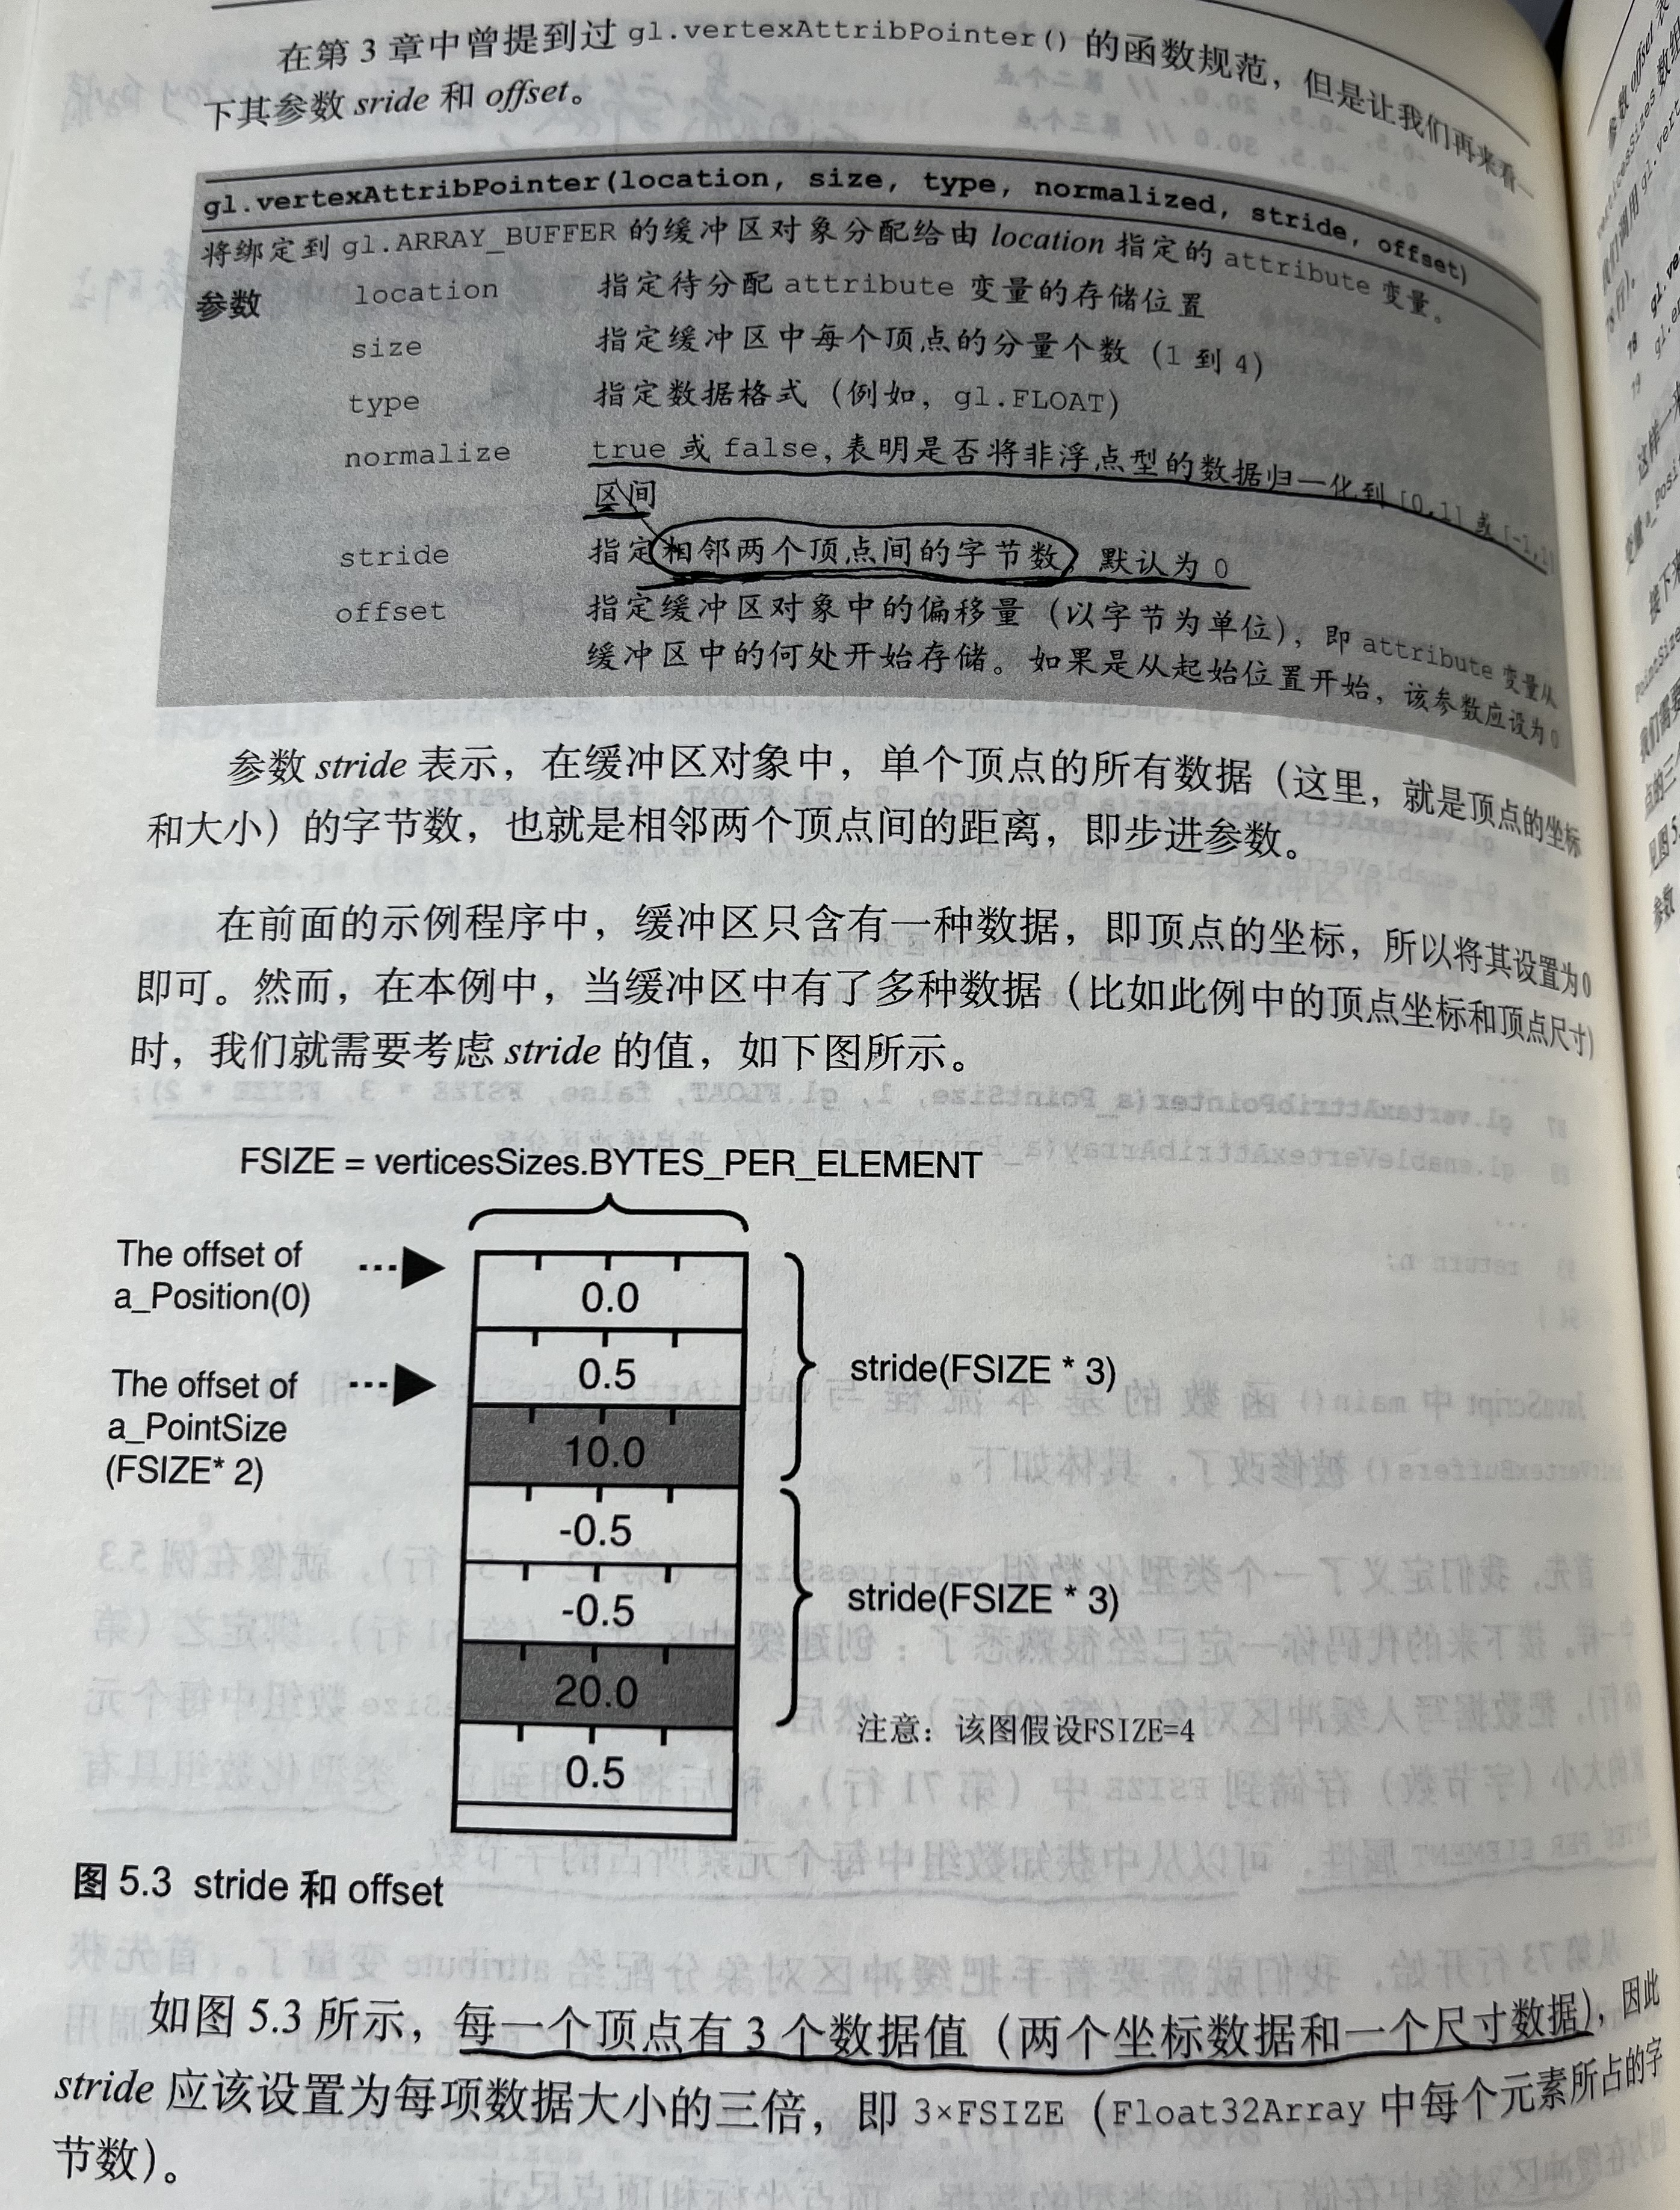 在第 3 章中曾提到过 gl.vertexAttribPointer() 的函数规范，但是让我们再来看一
下其参数 sride 和 offset。
gl.vertexAttribPointer(location, size, type, normalized, stride, offset)
将绑定到 gl.ARRAY_BUFFER 的缓冲区对象分配给由 location 指定的 attribute 变量。
参数 location 指定待分配 attribute 变量的存储位置
size 指定缓冲区中每个顶点的分量个数（1 到 4）
type 指定数据格式（例如，gl.FLOAT）
normalize true 或 false，表明是否将非浮点型的数据归一化到 [0,1] 或 [-1,1]
区间
stride 指定相邻两个顶点间的字节数，默认为 0
offset 指定缓冲区对象中的偏移量（以字节为单位），即 attribute 变量从
缓冲区中的何处开始存储。如果是从起始位置开始，该参数应设为 0
参数 stride 表示，在缓冲区对象中，单个顶点的所有数据（这里，就是顶点的坐标
和大小）的字节数，也就是相邻两个顶点间的距离，即步进参数。
在前面的示例程序中，缓冲区只含有一种数据，即顶点的坐标，所以将其设置为0
即可。然而，在本例中，当缓冲区中有了多种数据（比如此例中的顶点坐标和顶点尺寸）
时，我们就需要考虑 stride 的值，如下图所示。
FSIZE = verticesSizes.BYTES_PER_ELEMENT
The offset of
a_Position(0)
0.0
0.5
stride(FSIZE * 3)
The offset of
a_PointSize
(FSIZE* 2)
10.0
-0.5
-0.5
stride(FSIZE * 3)
20.0
注意：该图假设FSIZE=4
0.5
图 5.3 stride 和 offset
如图 5.3 所示，每一个顶点有 3 个数据值（两个坐标数据和一个尺寸数据），因此
stride 应该设置为每项数据大小的三倍，即 3×FSIZE（Float32Array 中每个元素所占的字
节数）。